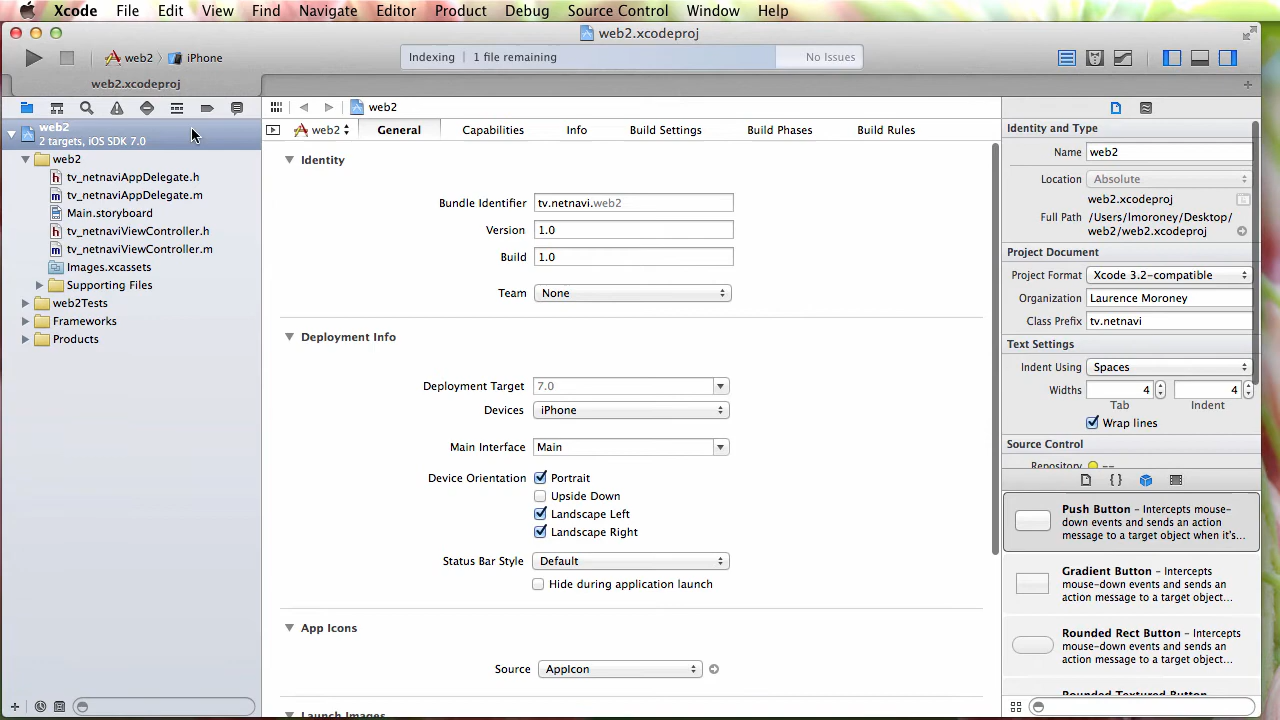 Xcode File Edit View Find Navigate Editor Product Debug Source Control Window Help
web2.xcodeproj
web2 iPhone
Indexing | 1 file remaining
No Issues
web2.xcodeproj
web2
2 targets, iOS SDK 7.0
web2
tv_netnaviAppDelegate.h
tv_netnaviAppDelegate.m
Main.storyboard
tv_netnaviViewController.h
tv_netnaviViewController.m
Images.xcassets
Supporting Files
web2Tests
Frameworks
Products
web2
web2 General Capabilities Info Build Settings Build Phases Build Rules
Identity
Bundle Identifier tv.netnavi.web2
Version 1.0
Build 1.0
Team None
Deployment Info
Deployment Target 7.0
Devices iPhone
Main Interface Main
Device Orientation Portrait
Upside Down
Landscape Left
Landscape Right
Status Bar Style Default
Hide during application launch
App Icons
Source AppIcon
Launch Images
Identity and Type
Name web2
Location Absolute
web2.xcodeproj
Full Path /Users/lmoroney/Desktop/
web2/web2.xcodeproj
Project Document
Project Format Xcode 3.2-compatible
Organization Laurence Moroney
Class Prefix tv.netnavi
Text Settings
Indent Using Spaces
Widths 4 4
Tab Indent
Wrap lines
Source Control
Repository --
Push Button - Intercepts mouse-
down events and sends an action
message to a target object when it's...
Gradient Button - Intercepts
mouse-down events and sends an
action message to a target object...
Rounded Rect Button - Intercepts
mouse-down events and sends an
action message to a target object...
Rounded Textured Button